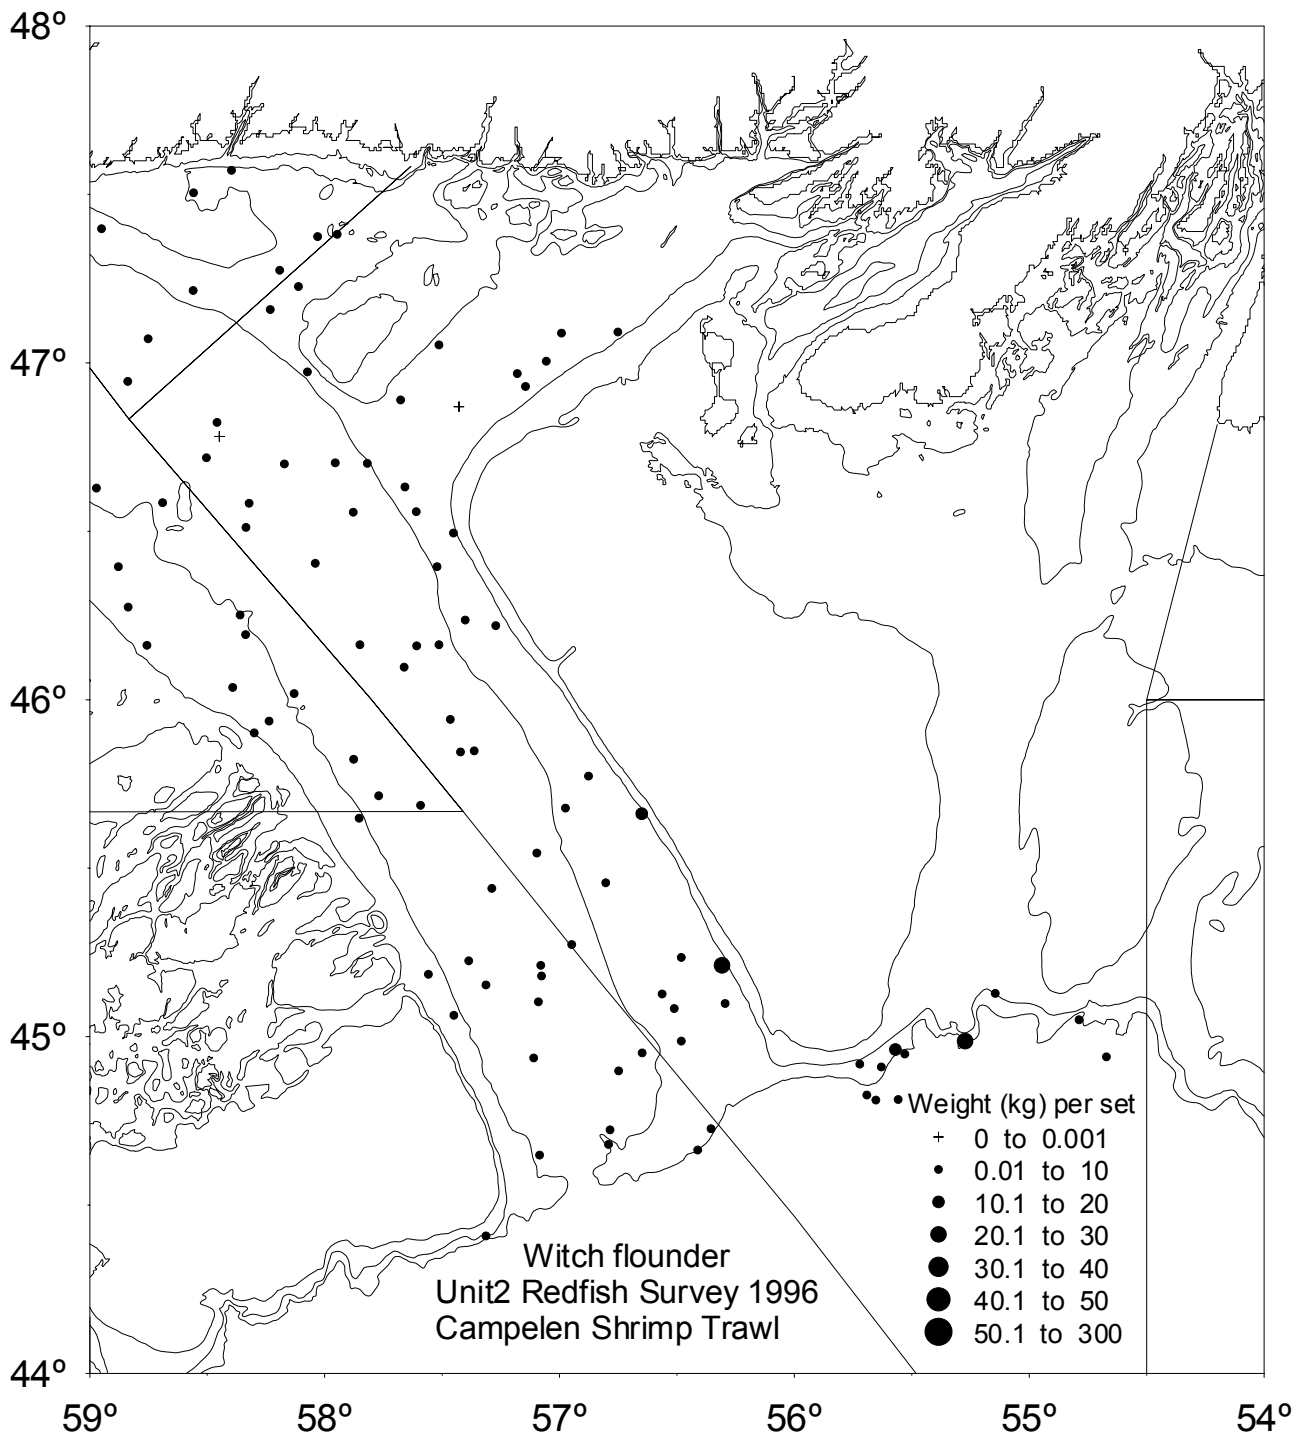 48º
47º
46º
45º
44º
Weight (kg) per set
0 to 0.001
0.01 to 10
10.1 to 20
20.1 to 30
30.1 to 40
40.1 to 50
50.1 to 300
Witch flounder
Unit2 Redfish Survey 1996
Campelen Shrimp Trawl
59º 58º 57º 56º 55º 54º